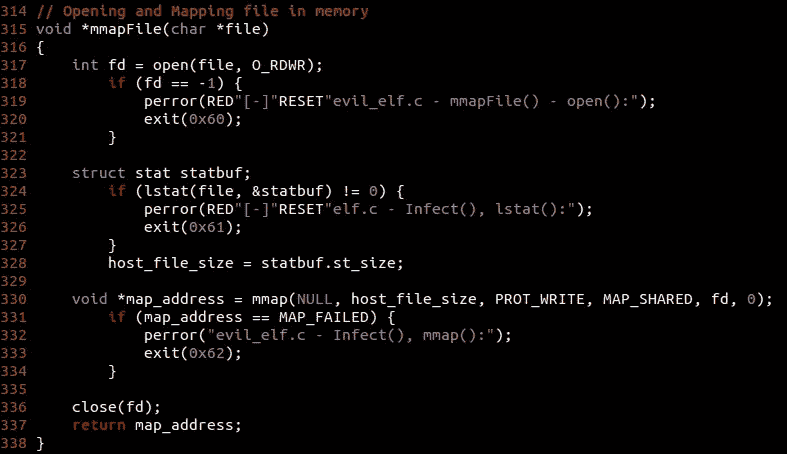 314 // Opening and Mapping file in memory
315 void *mmapFile(char *file)
316 {
317     int fd = open(file, O_RDWR);
318         if (fd == -1) {
319             perror(RED"[-]"RESET"evil_elf.c - mmapFile() - open():");
320             exit(0x60);
321         }
322
323     struct stat statbuf;
324         if (lstat(file, &statbuf) != 0) {
325             perror(RED"[-]"RESET"elf.c - Infect(), lstat():");
326             exit(0x61);
327         }
328         host_file_size = statbuf.st_size;
329
330     void *map_address = mmap(NULL, host_file_size, PROT_WRITE, MAP_SHARED, fd, 0);
331         if (map_address == MAP_FAILED) {
332             perror("evil_elf.c - Infect(), mmap():");
333             exit(0x62);
334         }
335
336     close(fd);
337     return map_address;
338 }